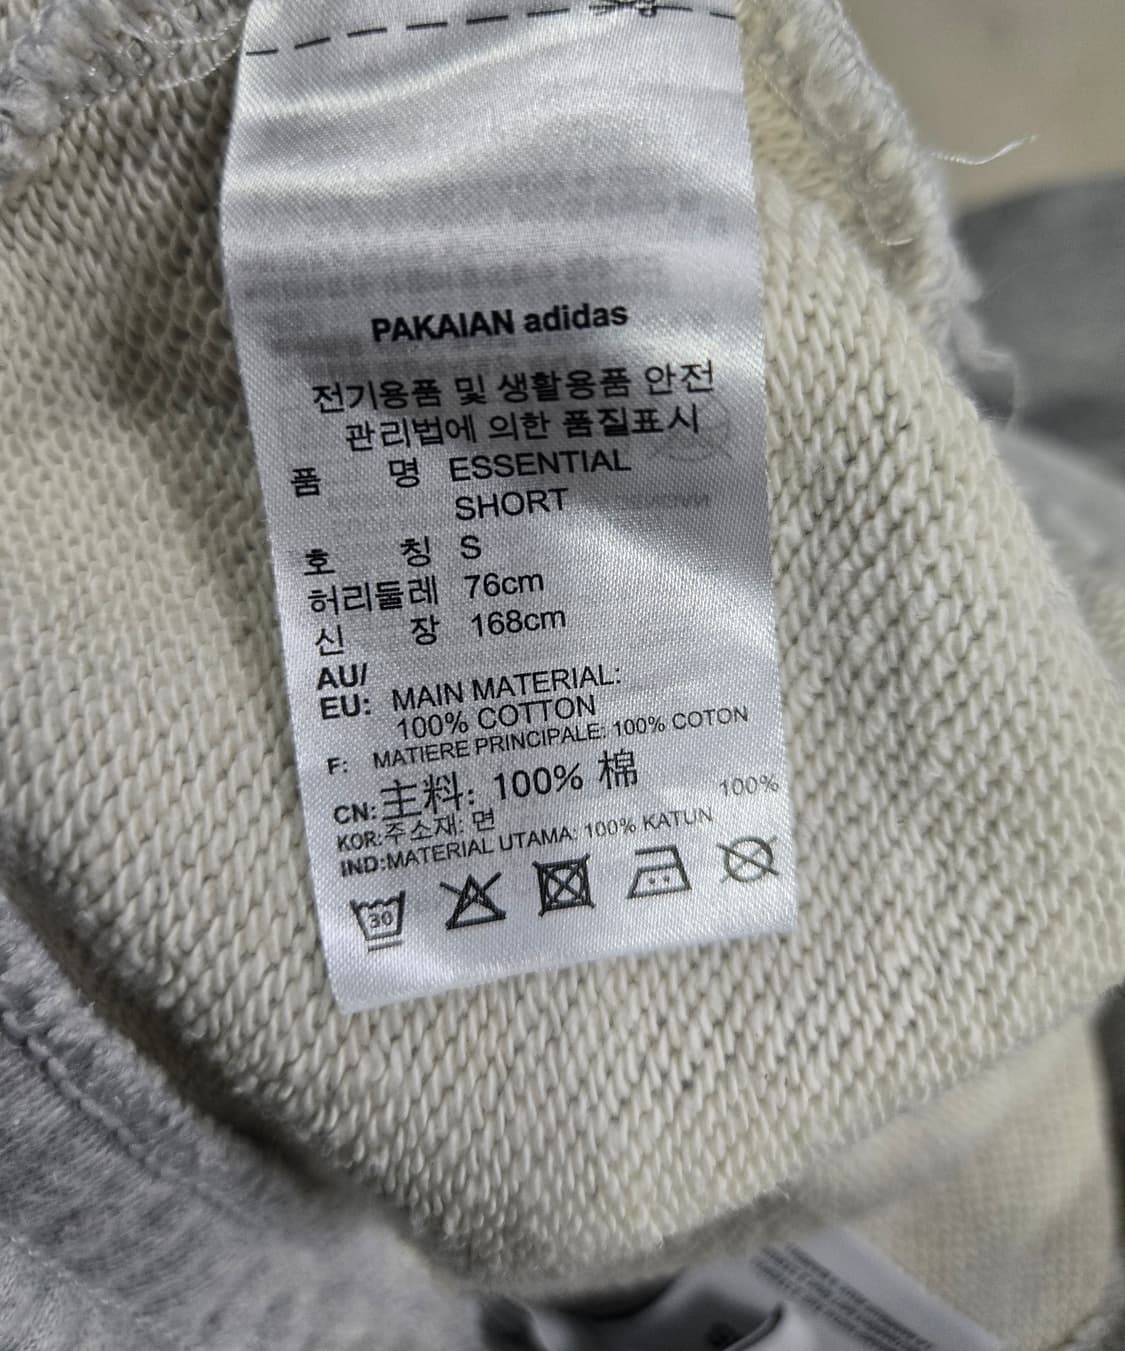 PAKAIAN adidas
전기용품 및 생활용품 안전
관리법에 의한 품질표시
품 명 ESSENTIAL
SHORT
호 칭 S
허리둘레 76cm
신 장 168cm
AU/
EU: MAIN MATERIAL:
100% COTTON
F: MATIERE PRINCIPALE: 100% COTON
CN:主料: 100% 棉
KOR:주소재: 면 100%
IND:MATERIAL UTAMA: 100% KATUN
30